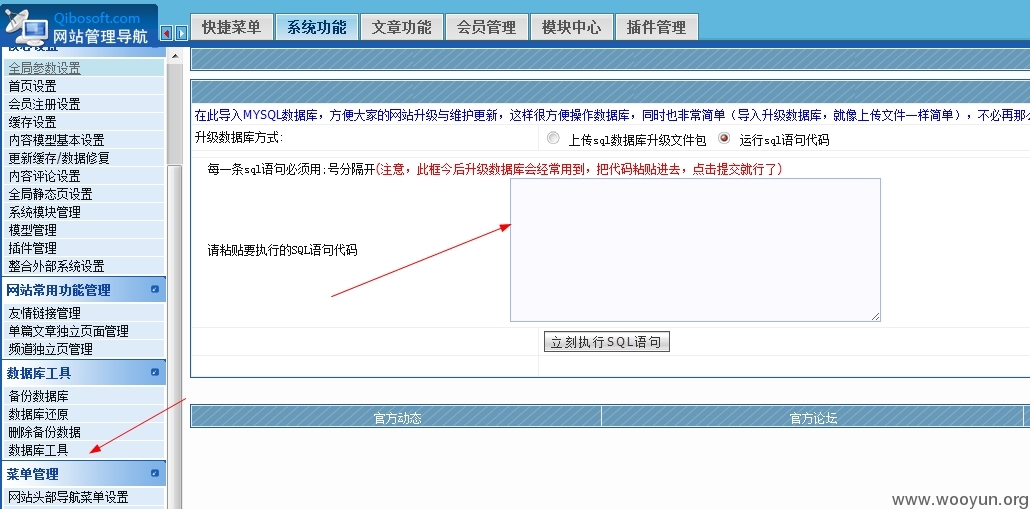 Qibosoft.com
网站管理导航
快捷菜单 系统功能 文章功能 会员管理 模块中心 插件管理
全局参数设置
首页设置
会员注册设置
缓存设置
内容模型基本设置
更新缓存/数据修复
内容评论设置
全局静态页设置
系统模块管理
模型管理
插件管理
整合外部系统设置
网站常用功能管理
友情链接管理
单篇文章独立页面管理
频道独立页管理
数据库工具
备份数据库
数据库还原
删除备份数据
数据库工具
菜单管理
网站头部导航菜单设置
在此导入MYSQL数据库，方便大家的网站升级与维护更新，这样很方便操作数据库，同时也非常简单（导入升级数据库，就像上传文件一样简单），不必再那
升级数据库方式: 上传sql数据库升级文件包 运行sql语句代码
每一条sql语句必须用;号分隔开(注意，此框今后升级数据库会经常用到，把代码粘贴进去，点击提交就行了)
请粘贴要执行的SQL语句代码
立刻执行SQL语句
官方动态 官方论坛
www.wooyun.org